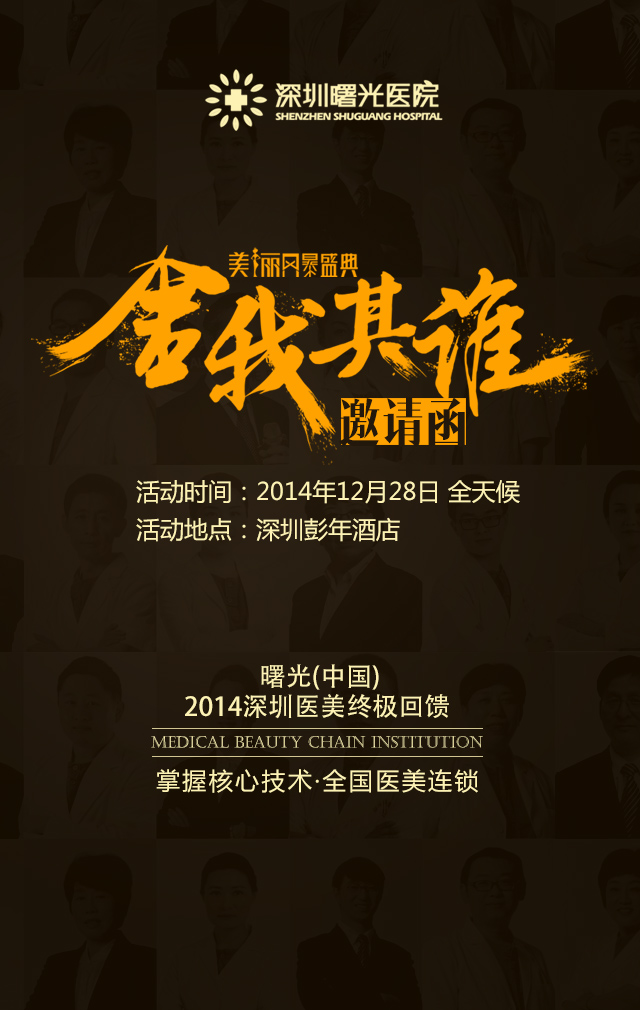 深圳曙光医院
SHENZHEN SHUGUANG HOSPITAL
美丽风暴盛典
舍我其谁
邀请函
活动时间：2014年12月28日 全天候
活动地点：深圳彭年酒店
曙光(中国)
2014深圳医美终极回馈
MEDICAL BEAUTY CHAIN INSTITUTION
掌握核心技术·全国医美连锁